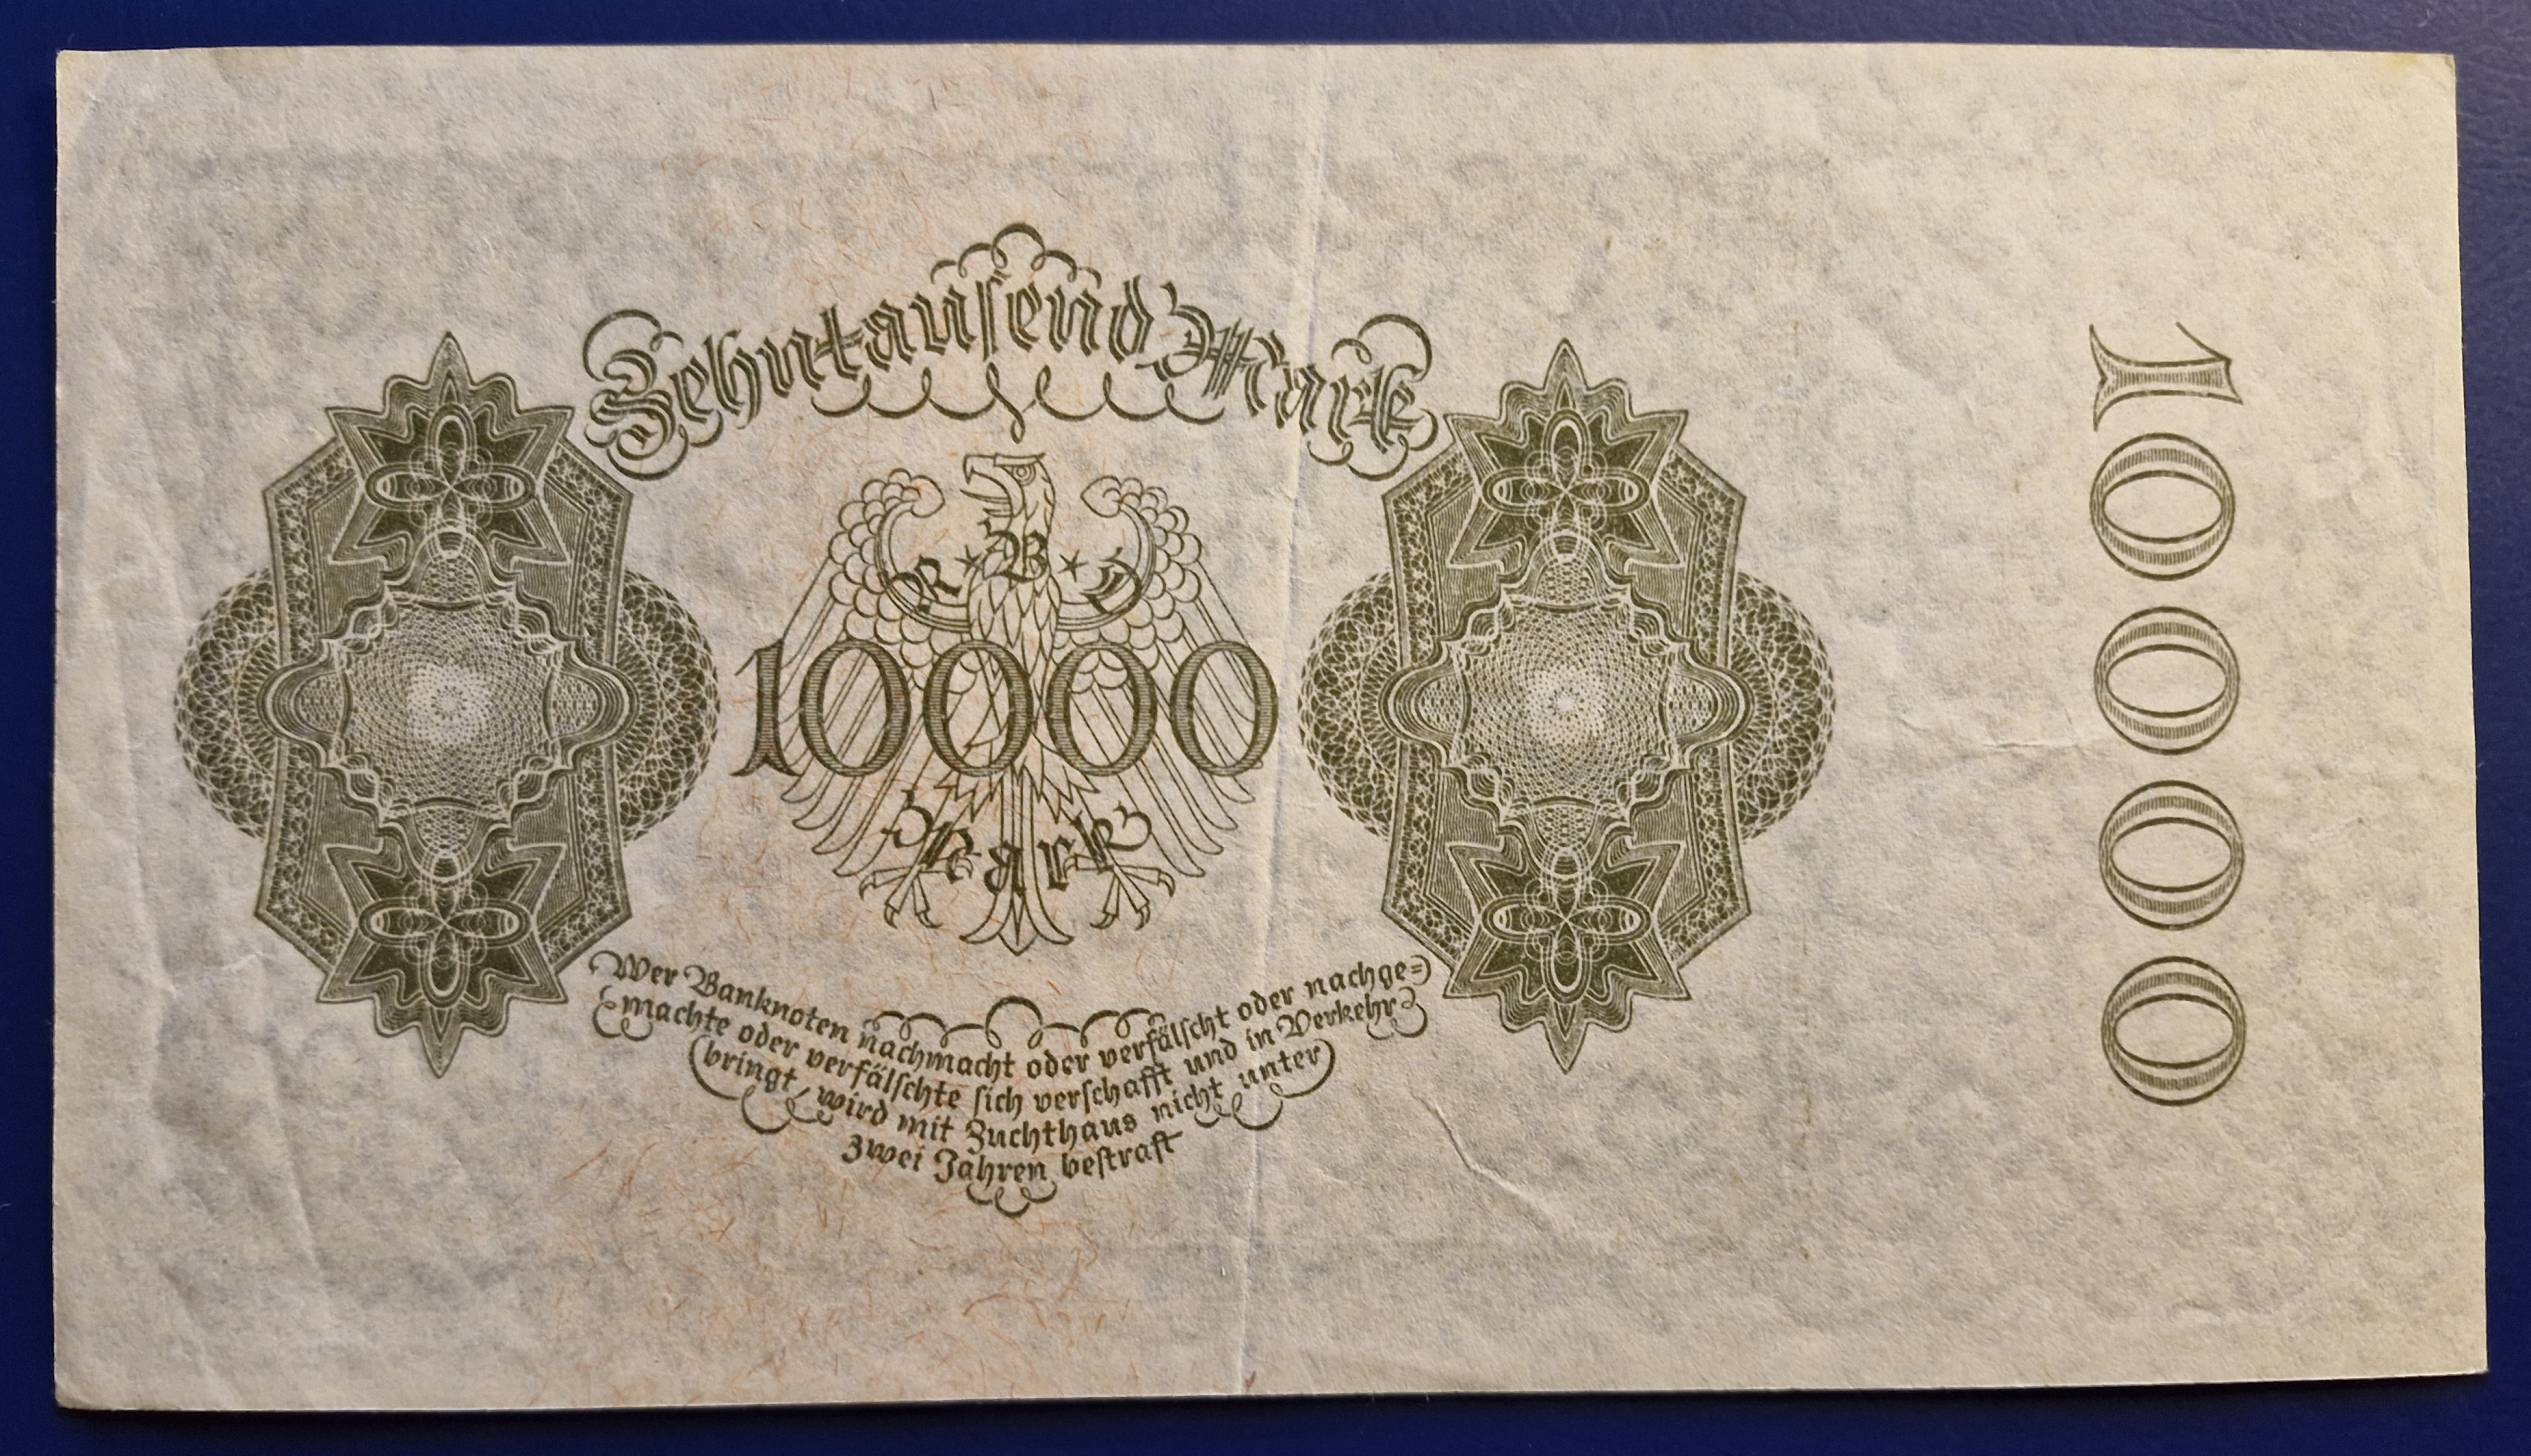 Zehntausend Mark
R*B*D
10000
Mark
Wer Banknoten nachmacht oder verfälscht oder nachge=
machte oder verfälschte sich verschafft und in Verkehr
bringt, wird mit Zuchthaus nicht unter
zwei Jahren bestraft
10000